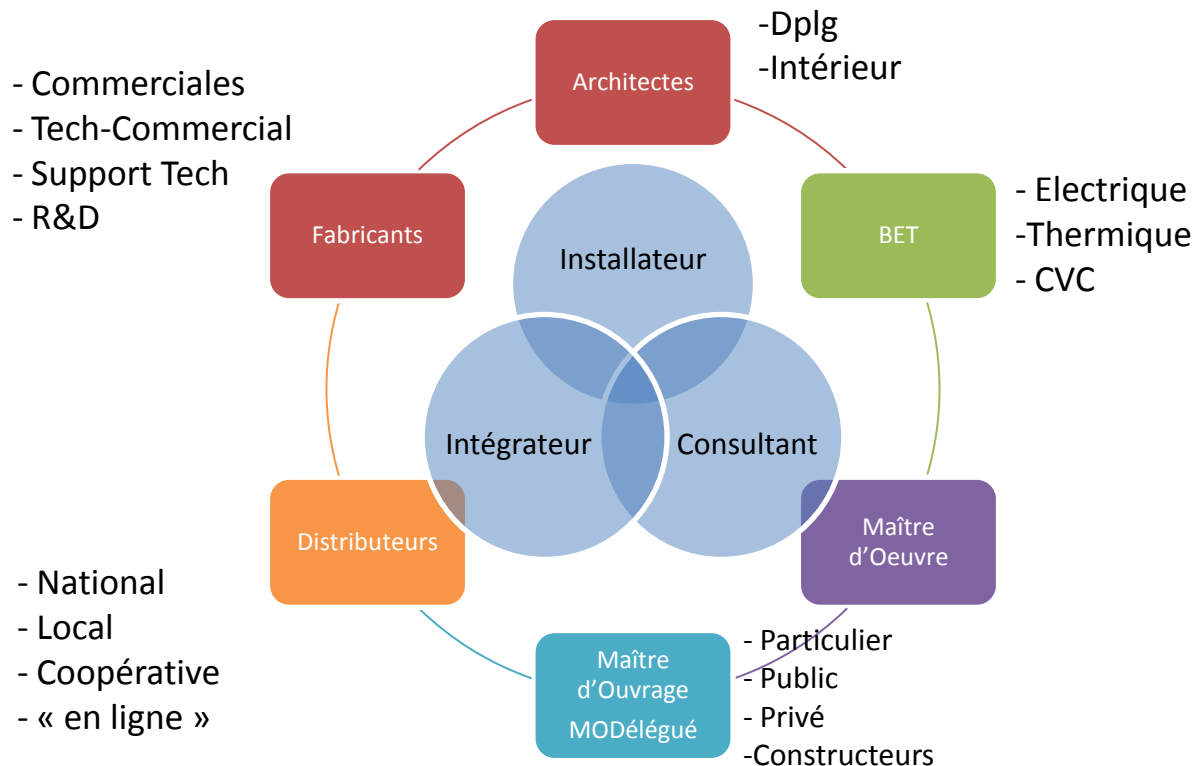 Architectes
-Dplg
-Intérieur
- Commerciales
- Tech-Commercial
- Support Tech
- R&D
Fabricants
BET
- Electrique
-Thermique
- CVC
Installateur
Intégrateur
Consultant
Distributeurs
Maître
d'Oeuvre
- National
- Local
- Coopérative
- « en ligne »
Maître
d'Ouvrage
MODélégué
- Particulier
- Public
- Privé
-Constructeurs